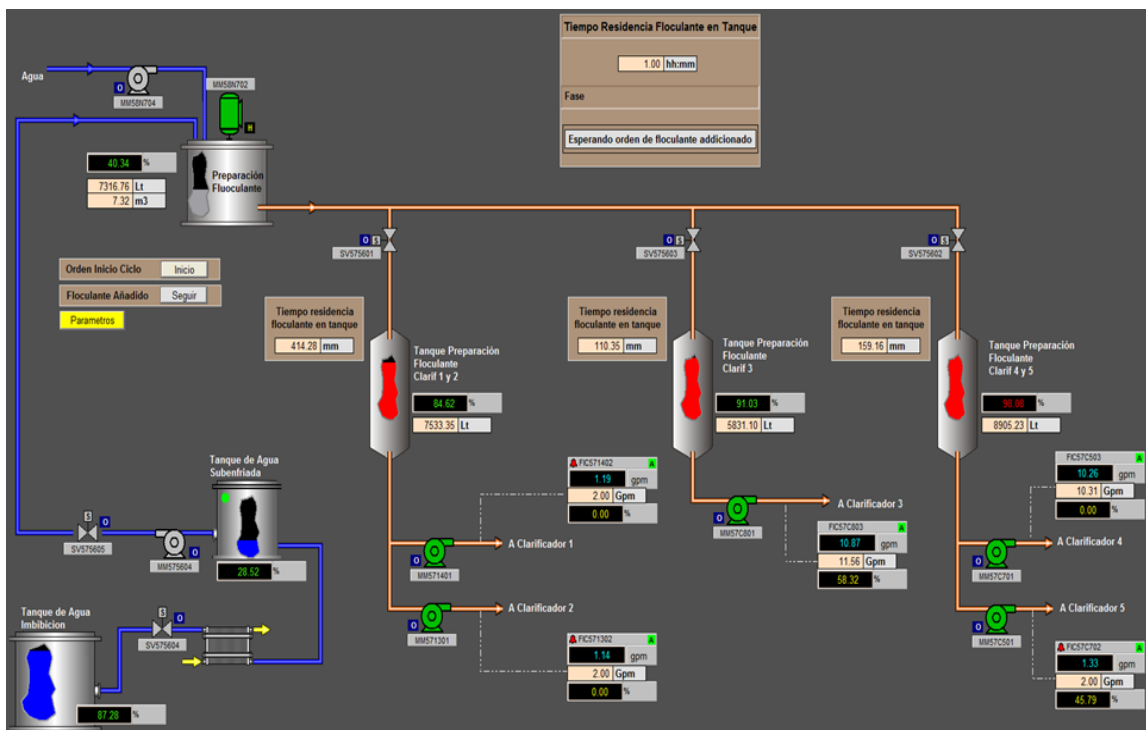 Tiempo Residencia Floculante en Tanque
1.00 hh:mm
Fase
Esperando orden de floculante addicionado
Agua
O
MM58N704
MM58N702
H
40.34 %
7316.76 Lt
7.32 m3
Preparación
Fluoculante
Orden Inicio Ciclo Inicio
Floculante Añadido Seguir
Parametros
O S
SV575601
O S
SV575603
O S
SV575602
Tiempo residencia
floculante en tanque
414.28 mm
Tanque Preparación
Floculante
Clarif 1 y 2
84.62 %
7533.35 Lt
Tiempo residencia
floculante en tanque
110.35 mm
Tanque Preparación
Floculante
Clarif 3
91.03 %
5831.10 Lt
Tiempo residencia
floculante en tanque
159.16 mm
Tanque Preparación
Floculante
Clarif 4 y 5
98.08 %
8905.23 Lt
Tanque de Agua
Subenfriada
28.52 %
S O
SV575605
O
MM575604
Tanque de Agua
Imbibicion
87.28 %
S O
SV575604
FIC571402 A
1.19 gpm
2.00 Gpm
0.00 %
O
MM571401
A Clarificador 1
O
MM571301
A Clarificador 2
FIC571302 A
1.14 gpm
2.00 Gpm
0.00 %
O
MM57C801
A Clarificador 3
FIC57C803 A
10.87 gpm
11.56 Gpm
58.32 %
FIC57C503 A
10.26 gpm
10.31 Gpm
0.00 %
O
MM57C701
A Clarificador 4
O
MM57C501
A Clarificador 5
FIC57C702 A
1.33 gpm
2.00 Gpm
45.79 %